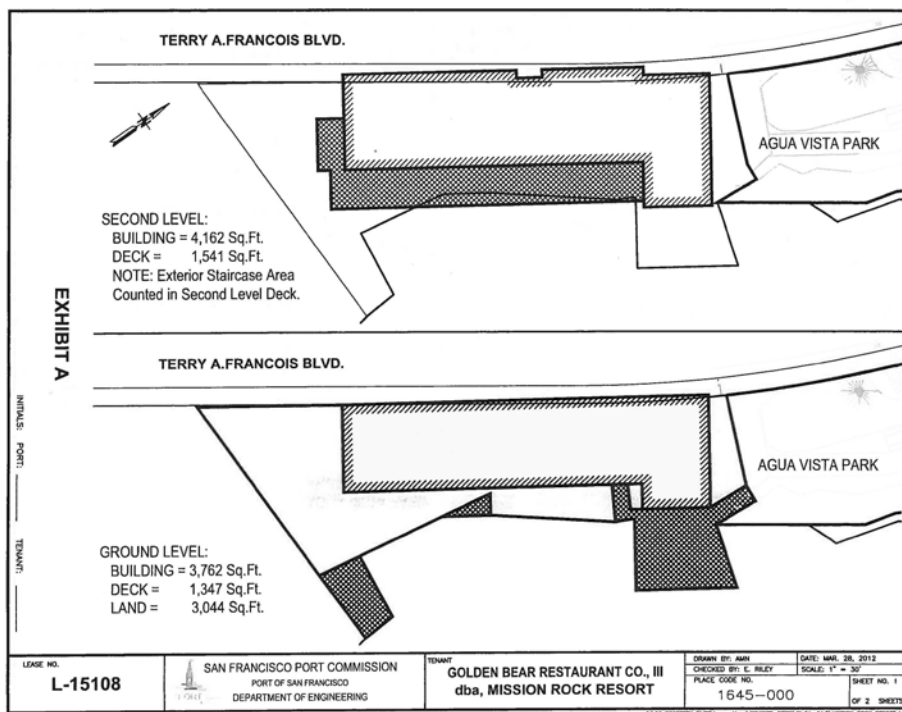 TERRY A.FRANCOIS BLVD.
AGUA VISTA PARK
SECOND LEVEL:
BUILDING = 4,162 Sq.Ft.
DECK = 1,541 Sq.Ft.
NOTE: Exterior Staircase Area
Counted in Second Level Deck.
EXHIBIT A
TERRY A.FRANCOIS BLVD.
AGUA VISTA PARK
INITIALS: PORT: TENANT:
GROUND LEVEL:
BUILDING = 3,762 Sq.Ft.
DECK = 1,347 Sq.Ft.
LAND = 3,044 Sq.Ft.
LEASE NO.
L-15108
SAN FRANCISCO PORT COMMISSION
PORT OF SAN FRANCISCO
DEPARTMENT OF ENGINEERING
TENANT
GOLDEN BEAR RESTAURANT CO., III
dba, MISSION ROCK RESORT
DRAWN BY: AMN
DATE: MAR. 28, 2012
CHECKED BY: E. RILEY
SCALE: 1" = 30'
PLACE CODE NO.
1645-000
SHEET NO. 1
OF 2 SHEETS